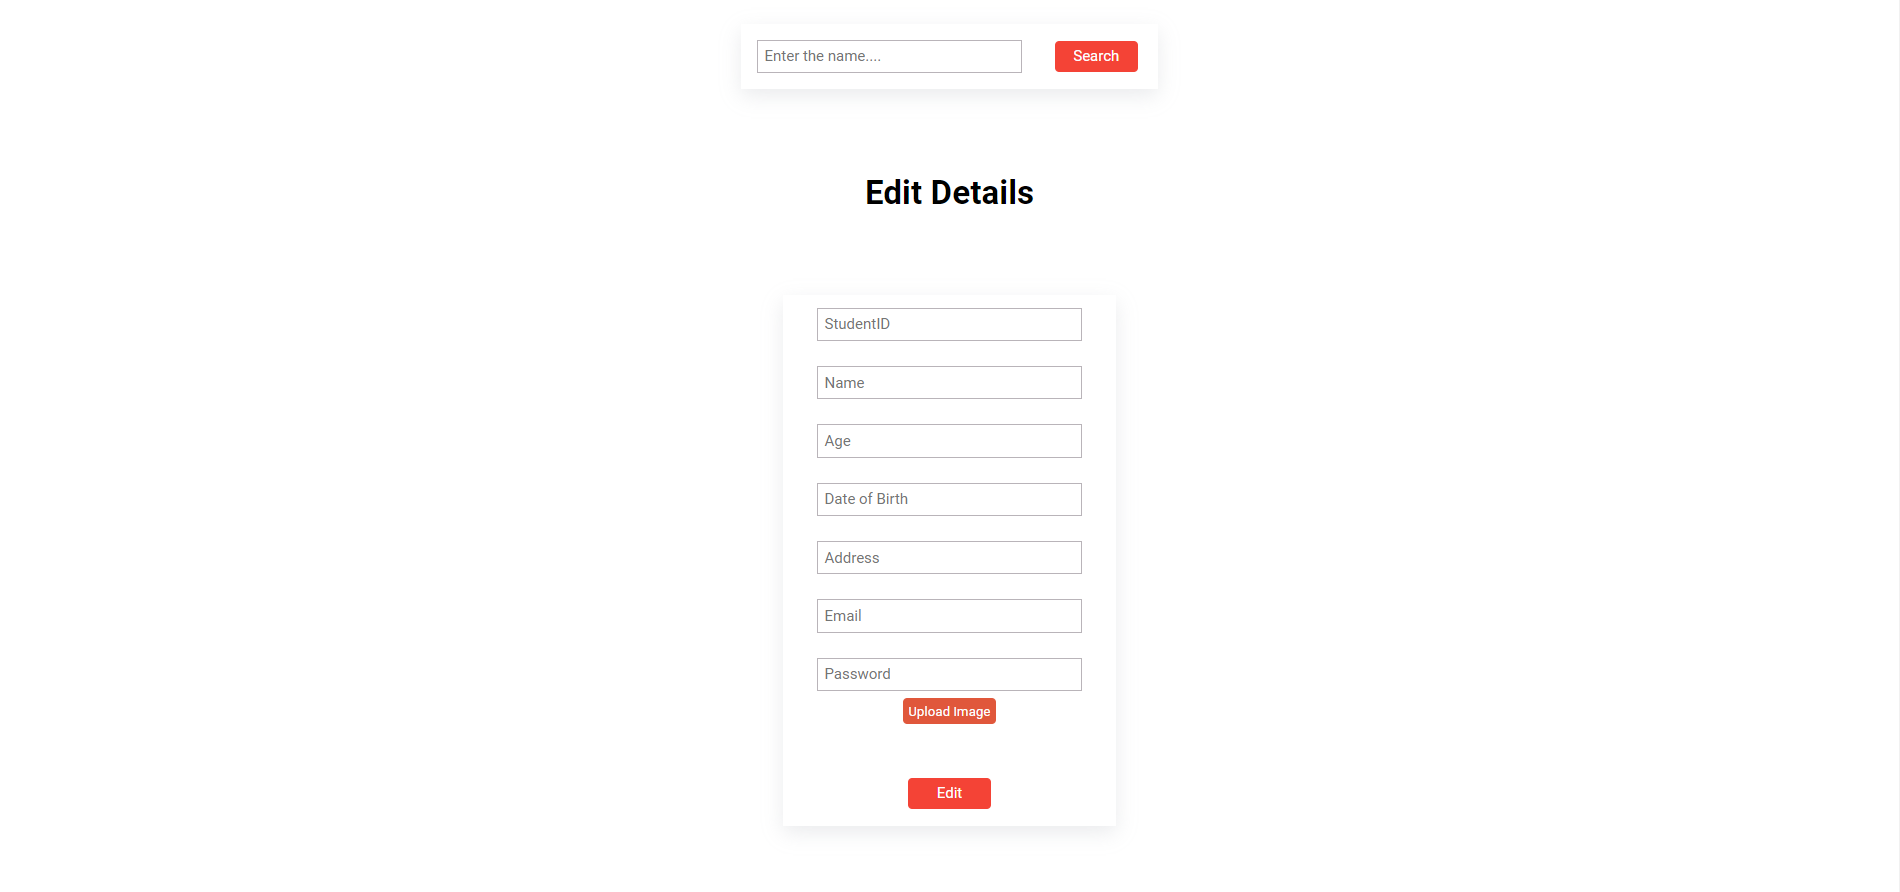 Enter the name....
Search
Edit Details
StudentID
Name
Age
Date of Birth
Address
Email
Password
Upload Image
Edit